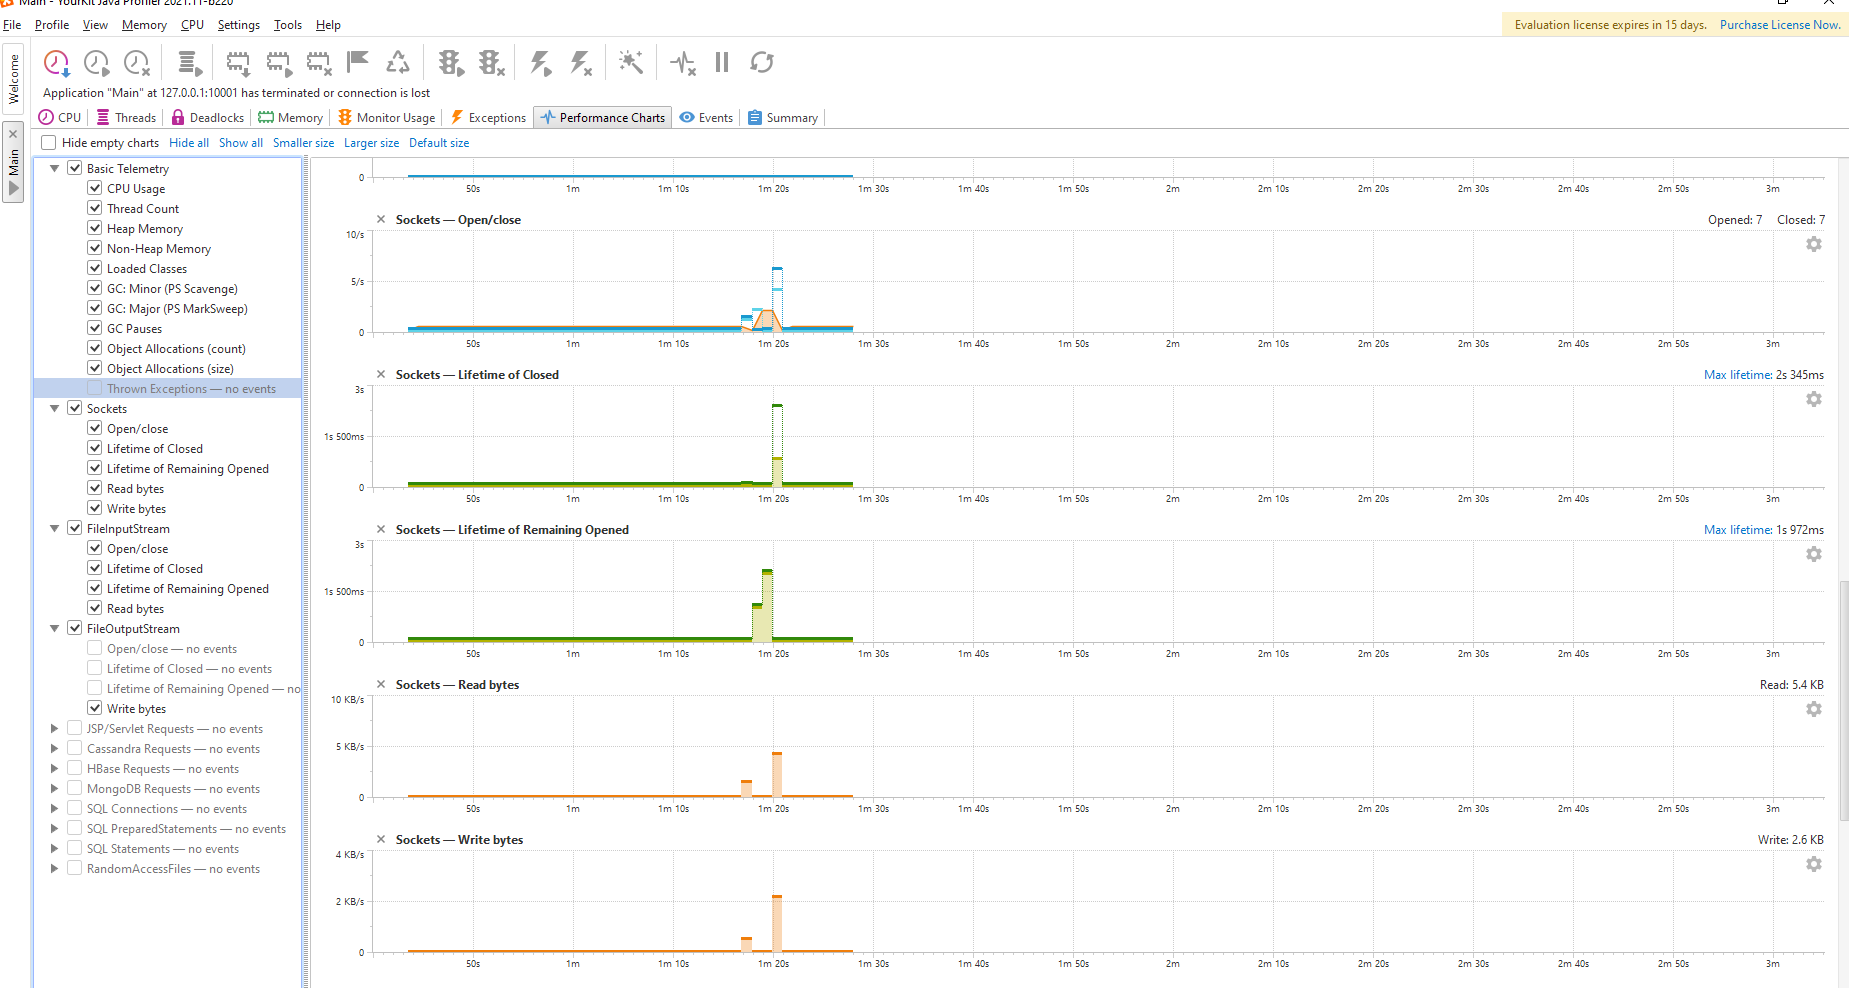 Main - YourKit Java Profiler 2021.11-b220
File Profile View Memory CPU Settings Tools Help
Evaluation license expires in 15 days. Purchase License Now.
Welcome
Main
Application "Main" at 127.0.0.1:10001 has terminated or connection is lost
CPU Threads Deadlocks Memory Monitor Usage Exceptions Performance Charts Events Summary
Hide empty charts Hide all Show all Smaller size Larger size Default size
Basic Telemetry
CPU Usage
Thread Count
Heap Memory
Non-Heap Memory
Loaded Classes
GC: Minor (PS Scavenge)
GC: Major (PS MarkSweep)
GC Pauses
Object Allocations (count)
Object Allocations (size)
Thrown Exceptions — no events
Sockets
Open/close
Lifetime of Closed
Lifetime of Remaining Opened
Read bytes
Write bytes
FileInputStream
Open/close
Lifetime of Closed
Lifetime of Remaining Opened
Read bytes
FileOutputStream
Open/close — no events
Lifetime of Closed — no events
Lifetime of Remaining Opened — no
Write bytes
JSP/Servlet Requests — no events
Cassandra Requests — no events
HBase Requests — no events
MongoDB Requests — no events
SQL Connections — no events
SQL PreparedStatements — no events
SQL Statements — no events
RandomAccessFiles — no events
0
50s 1m 1m 10s 1m 20s 1m 30s 1m 40s 1m 50s 2m 2m 10s 2m 20s 2m 30s 2m 40s 2m 50s 3m
Sockets — Open/close Opened: 7 Closed: 7
10/s
5/s
0
50s 1m 1m 10s 1m 20s 1m 30s 1m 40s 1m 50s 2m 2m 10s 2m 20s 2m 30s 2m 40s 2m 50s 3m
Sockets — Lifetime of Closed Max lifetime: 2s 345ms
3s
1s 500ms
0
50s 1m 1m 10s 1m 20s 1m 30s 1m 40s 1m 50s 2m 2m 10s 2m 20s 2m 30s 2m 40s 2m 50s 3m
Sockets — Lifetime of Remaining Opened Max lifetime: 1s 972ms
3s
1s 500ms
0
50s 1m 1m 10s 1m 20s 1m 30s 1m 40s 1m 50s 2m 2m 10s 2m 20s 2m 30s 2m 40s 2m 50s 3m
Sockets — Read bytes Read: 5.4 KB
10 KB/s
5 KB/s
0
50s 1m 1m 10s 1m 20s 1m 30s 1m 40s 1m 50s 2m 2m 10s 2m 20s 2m 30s 2m 40s 2m 50s 3m
Sockets — Write bytes Write: 2.6 KB
4 KB/s
2 KB/s
0
50s 1m 1m 10s 1m 20s 1m 30s 1m 40s 1m 50s 2m 2m 10s 2m 20s 2m 30s 2m 40s 2m 50s 3m